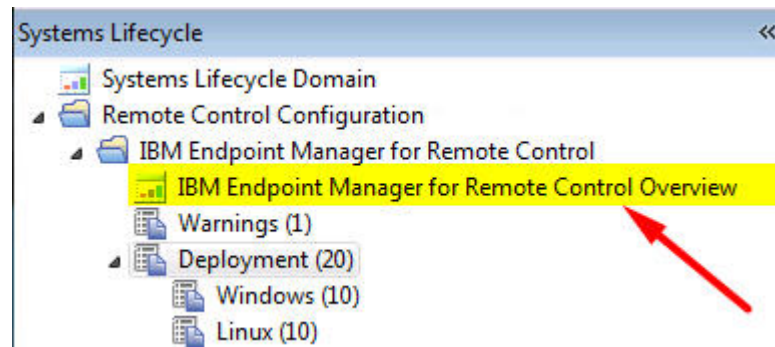 Systems Lifecycle
Systems Lifecycle Domain
Remote Control Configuration
IBM Endpoint Manager for Remote Control
IBM Endpoint Manager for Remote Control Overview
Warnings (1)
Deployment (20)
Windows (10)
Linux (10)